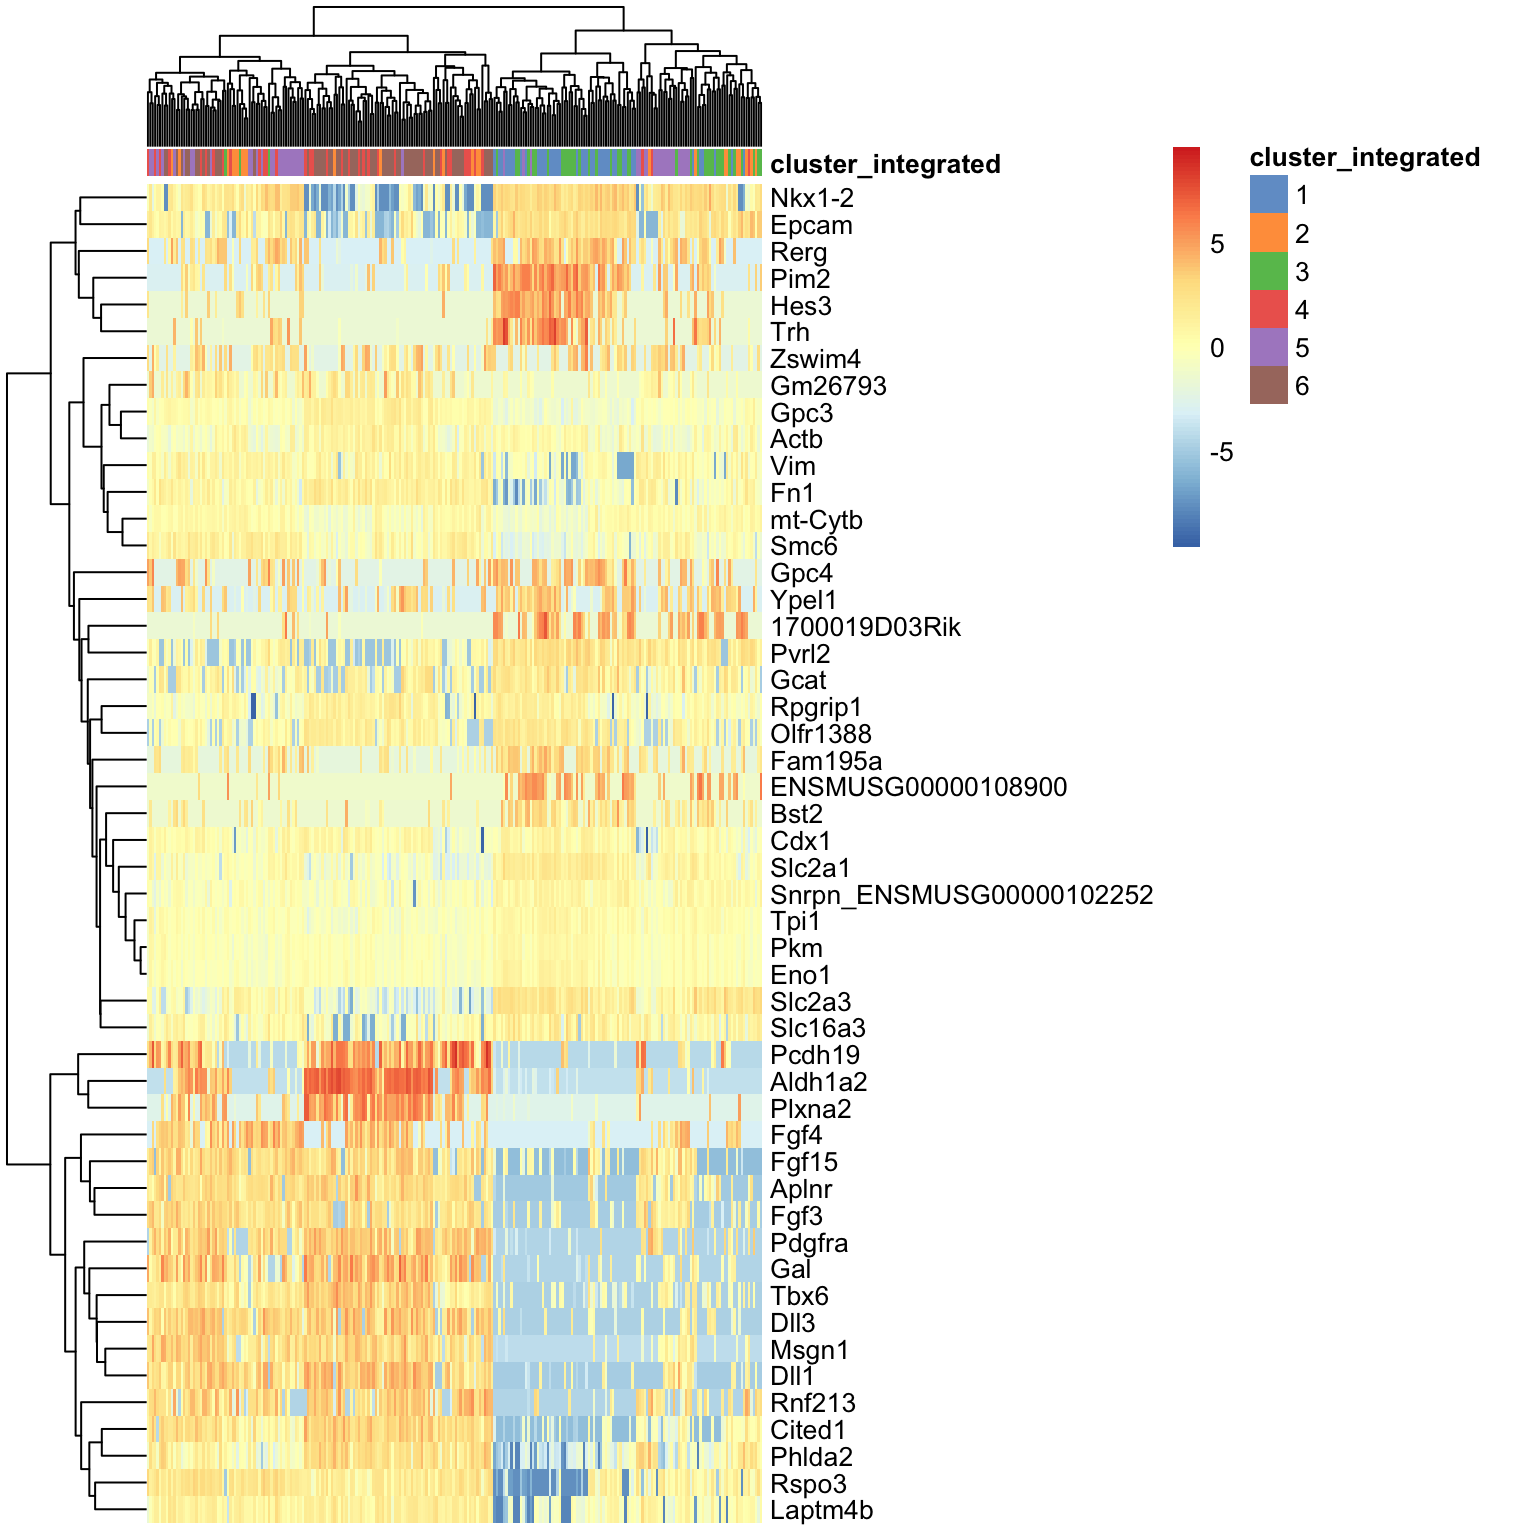 cluster_integrated
Nkx1-2
Epcam
Rerg
Pim2
Hes3
Trh
Zswim4
Gm26793
Gpc3
Actb
Vim
Fn1
mt-Cytb
Smc6
Gpc4
Ypel1
1700019D03Rik
Pvrl2
Gcat
Rpgrip1
Olfr1388
Fam195a
ENSMUSG00000108900
Bst2
Cdx1
Slc2a1
Snrpn_ENSMUSG00000102252
Tpi1
Pkm
Eno1
Slc2a3
Slc16a3
Pcdh19
Aldh1a2
Plxna2
Fgf4
Fgf15
Aplnr
Fgf3
Pdgfra
Gal
Tbx6
Dll3
Msgn1
Dll1
Rnf213
Cited1
Phlda2
Rspo3
Laptm4b
5
0
-5
cluster_integrated
1
2
3
4
5
6